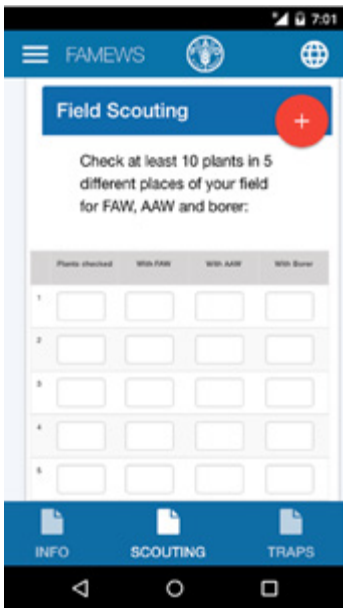 7:01
FAMEWS
Field Scouting
+
Check at least 10 plants in 5
different places of your field
for FAW, AAW and borer:
Plants checked With FAW With AAW With Borer
1
2
3
4
5
INFO SCOUTING TRAPS